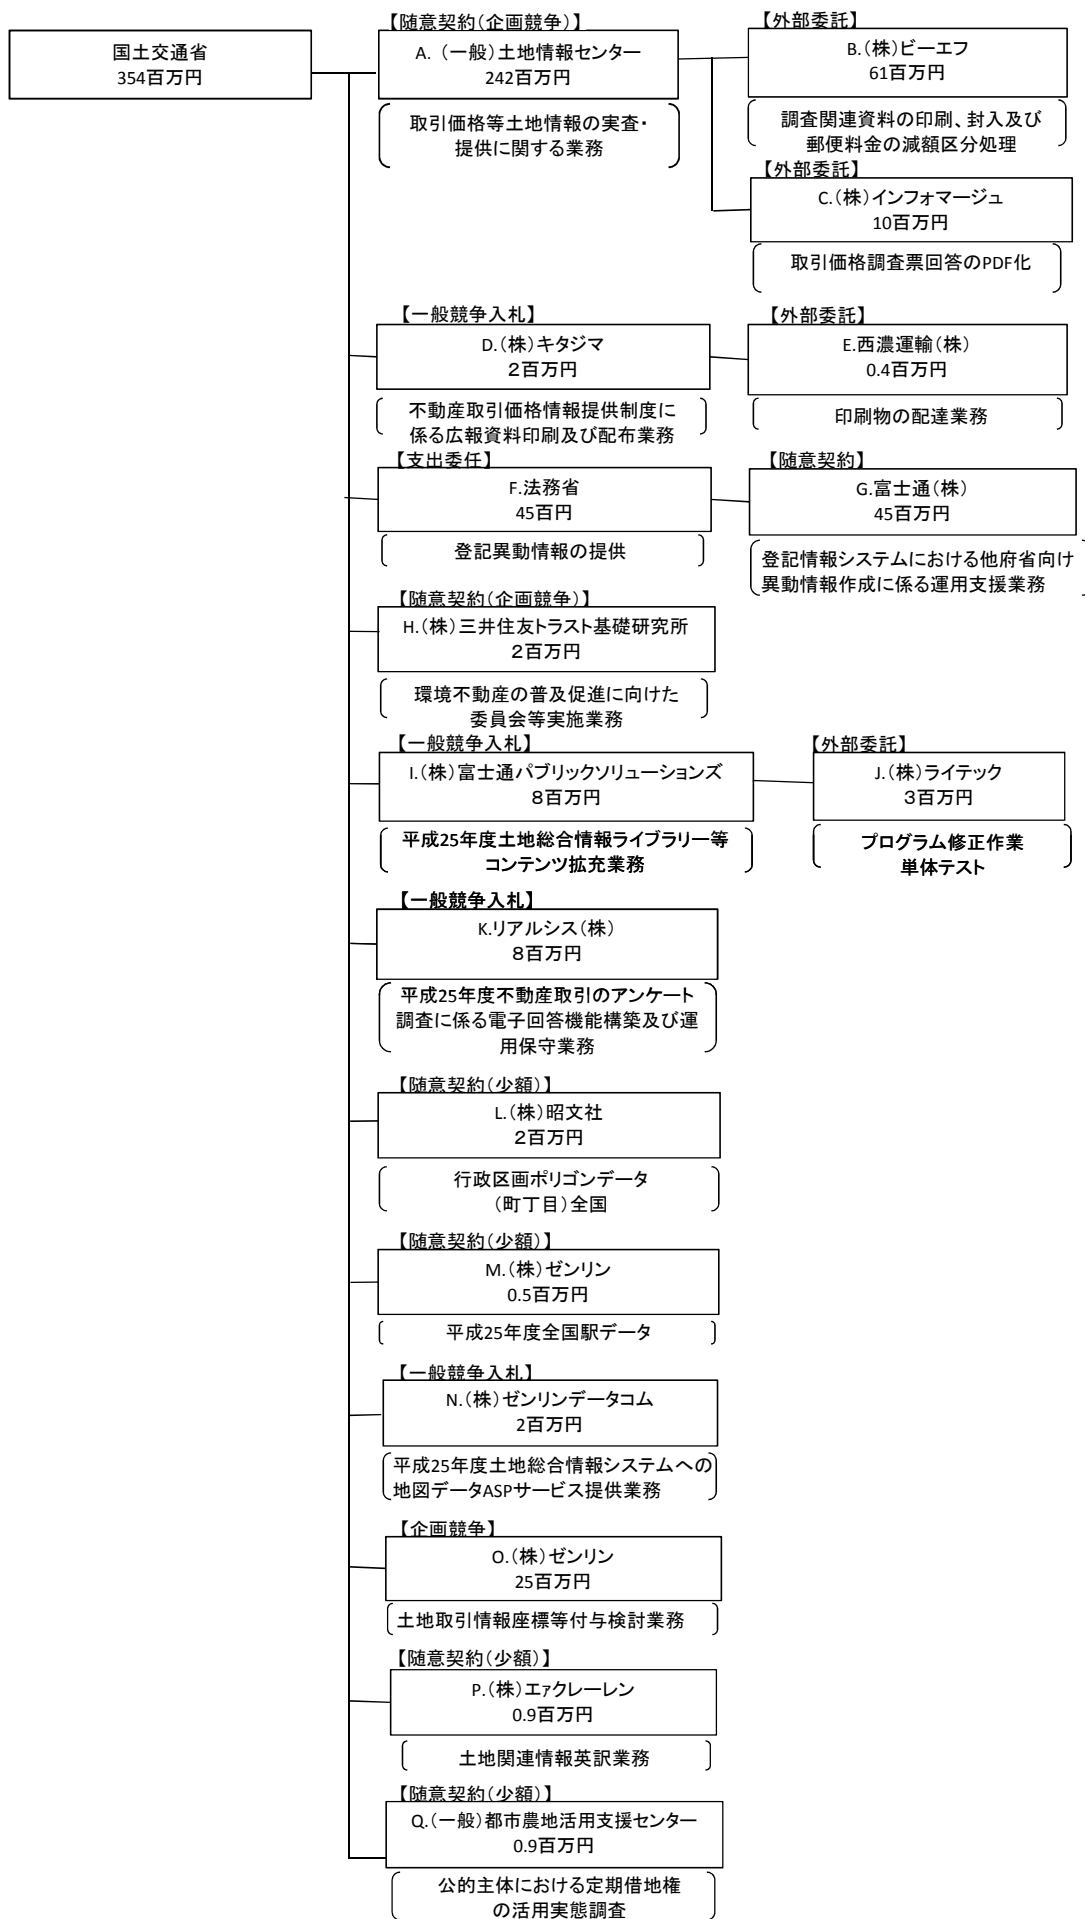 国土交通省
354百万円
【随意契約(企画競争)】
A. (一般)土地情報センター
242百万円
取引価格等土地情報の実査・
提供に関する業務
【外部委託】
B.(株)ビーエフ
61百万円
調査関連資料の印刷、封入及び
郵便料金の減額区分処理
【外部委託】
C.(株)インフォマージュ
10百万円
取引価格調査票回答のPDF化
【一般競争入札】
D.(株)キタジマ
2百万円
不動産取引価格情報提供制度に
係る広報資料印刷及び配布業務
【外部委託】
E.西濃運輸(株)
0.4百万円
印刷物の配達業務
【支出委任】
F.法務省
45百円
登記異動情報の提供
【随意契約】
G.富士通(株)
45百万円
登記情報システムにおける他府省向け
異動情報作成に係る運用支援業務
【随意契約(企画競争)】
H.(株)三井住友トラスト基礎研究所
2百万円
環境不動産の普及促進に向けた
委員会等実施業務
【一般競争入札】
I.(株)富士通パブリックソリューションズ
8百万円
平成25年度土地総合情報ライブラリー等
コンテンツ拡充業務
【外部委託】
J.(株)ライテック
3百万円
プログラム修正作業
単体テスト
【一般競争入札】
K.リアルシス(株)
8百万円
平成25年度不動産取引のアンケート
調査に係る電子回答機能構築及び運
用保守業務
【随意契約(少額)】
L.(株)昭文社
2百万円
行政区画ポリゴンデータ
(町丁目)全国
【随意契約(少額)】
M.(株)ゼンリン
0.5百万円
平成25年度全国駅データ
【一般競争入札】
N.(株)ゼンリンデータコム
2百万円
平成25年度土地総合情報システムへの
地図データASPサービス提供業務
【企画競争】
O.(株)ゼンリン
25百万円
土地取引情報座標等付与検討業務
【随意契約(少額)】
P.(株)エァクレーレン
0.9百万円
土地関連情報英訳業務
【随意契約(少額)】
Q.(一般)都市農地活用支援センター
0.9百万円
公的主体における定期借地権
の活用実態調査